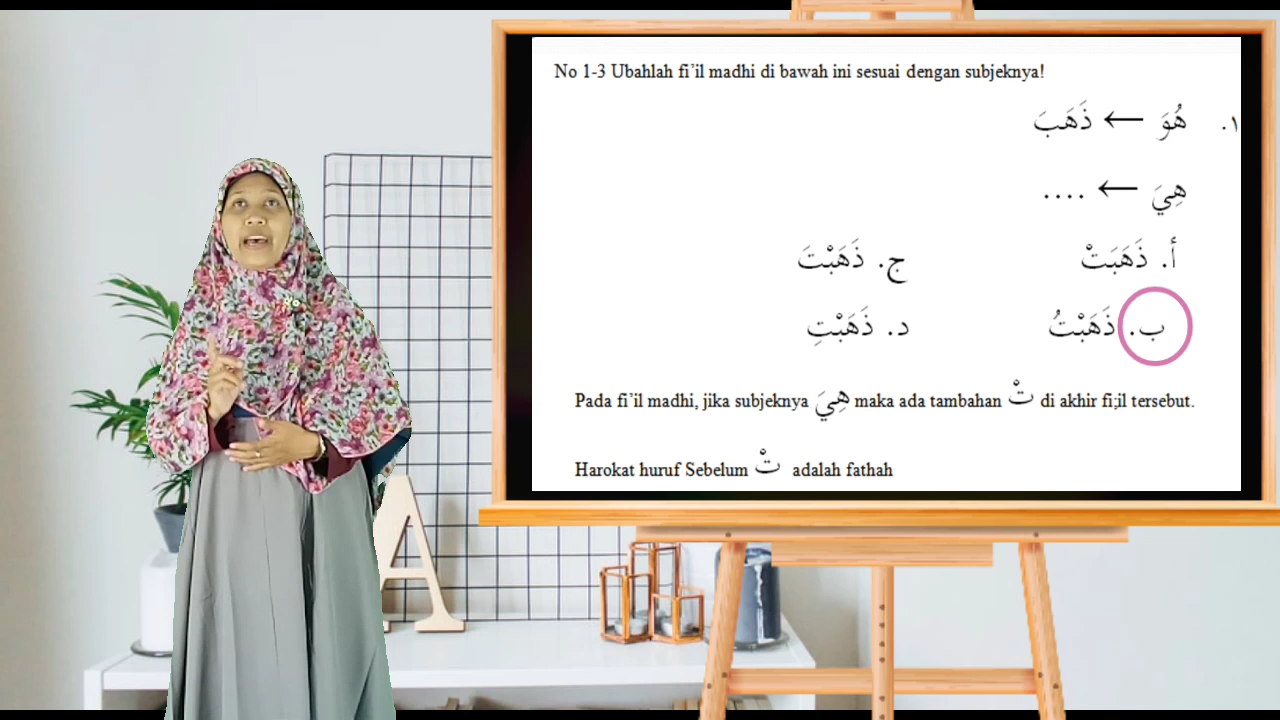 No 1-3 Ubahlah fi’il madhi di bawah ini sesuai dengan subjeknya!
١. هُوَ ← ذَهَبَ
هِيَ ← ....
أ. ذَهَبَتْ ج. ذَهَبْتَ
ب. ذَهَبْتُ د. ذَهَبْتِ
Pada fi’il madhi, jika subjeknya هِيَ maka ada tambahan تْ di akhir fi;il tersebut.
Harokat huruf Sebelum تْ adalah fathah